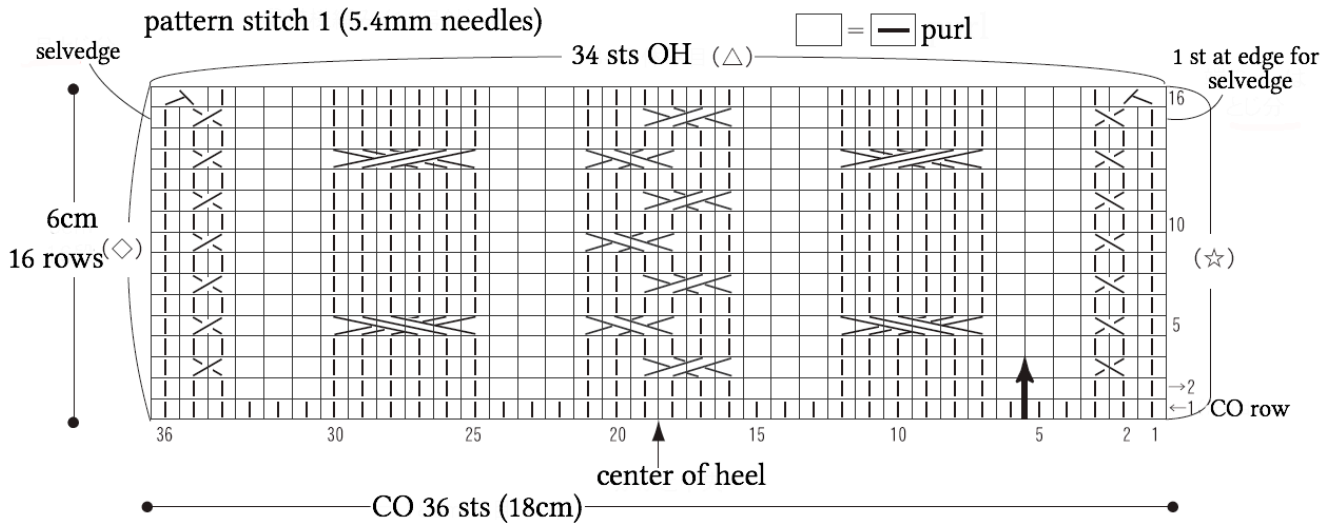 pattern stitch 1 (5.4mm needles)
= purl
selvedge
34 sts OH (△)
1 st at edge for
selvedge
16
6cm
16 rows
(◇)
10
(☆)
5
→2
←1
CO row
36 30 25 20 15 10 5 2 1
center of heel
CO 36 sts (18cm)